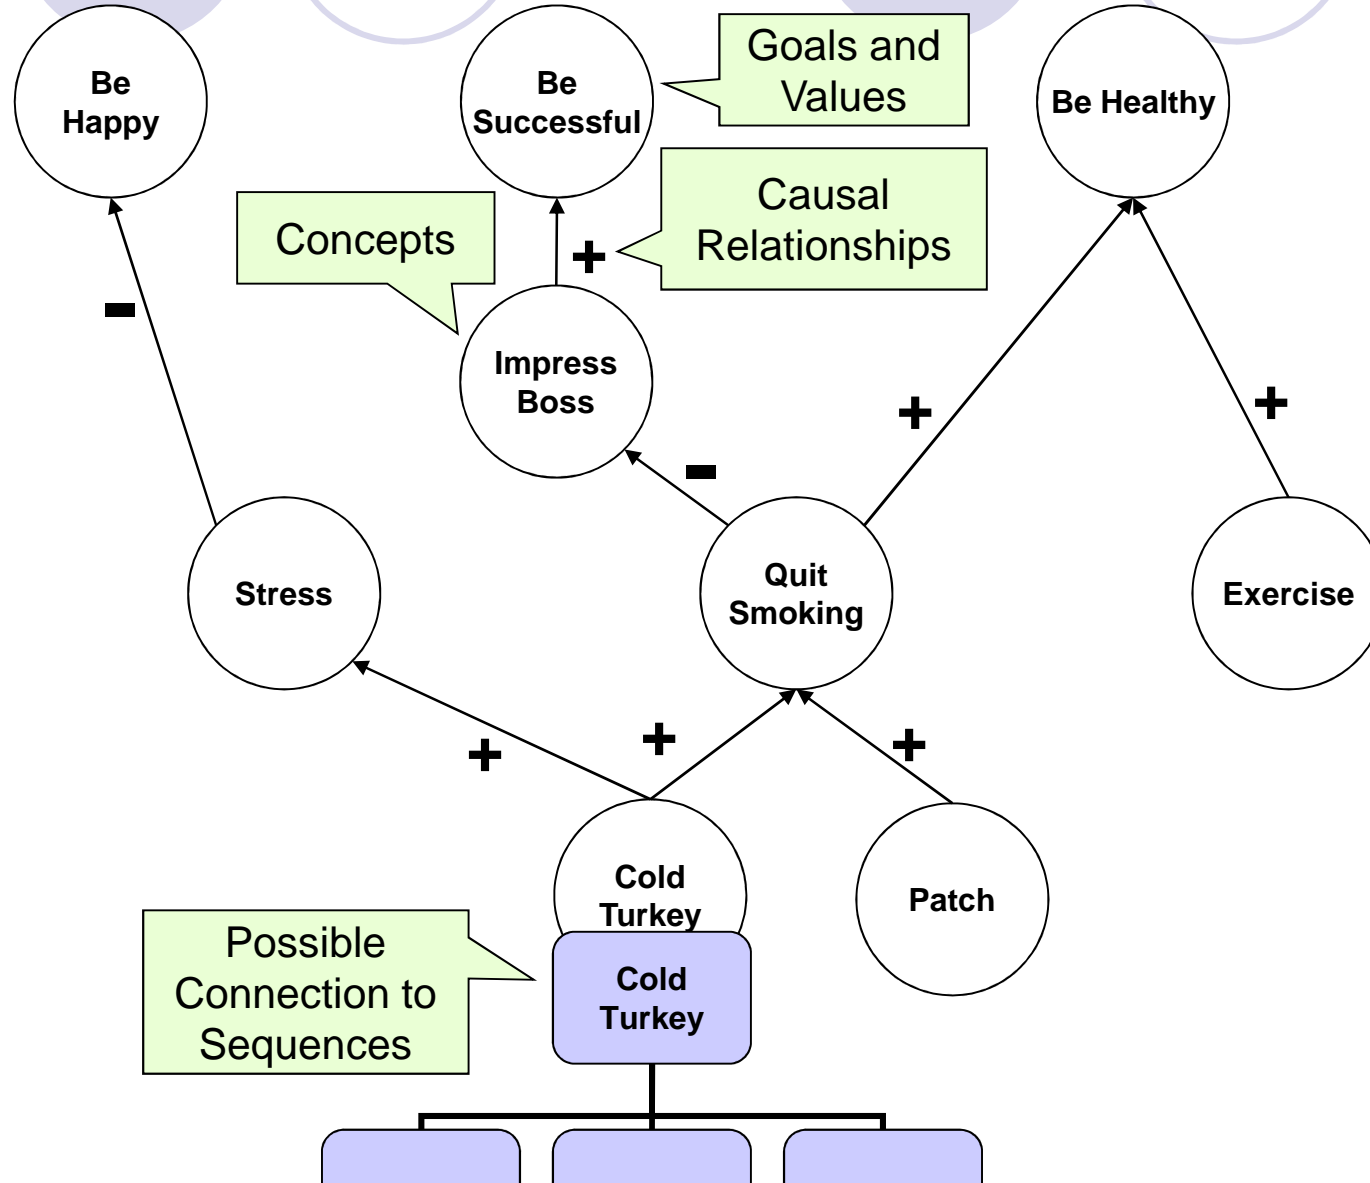 Be
Happy
Be
Successful
Goals and
Values
Be Healthy
Concepts
Causal
Relationships
+
-
Impress
Boss
+
+
-
Stress
Quit
Smoking
Exercise
+
+
+
Cold
Turkey
Patch
Possible
Connection to
Sequences
Cold
Turkey